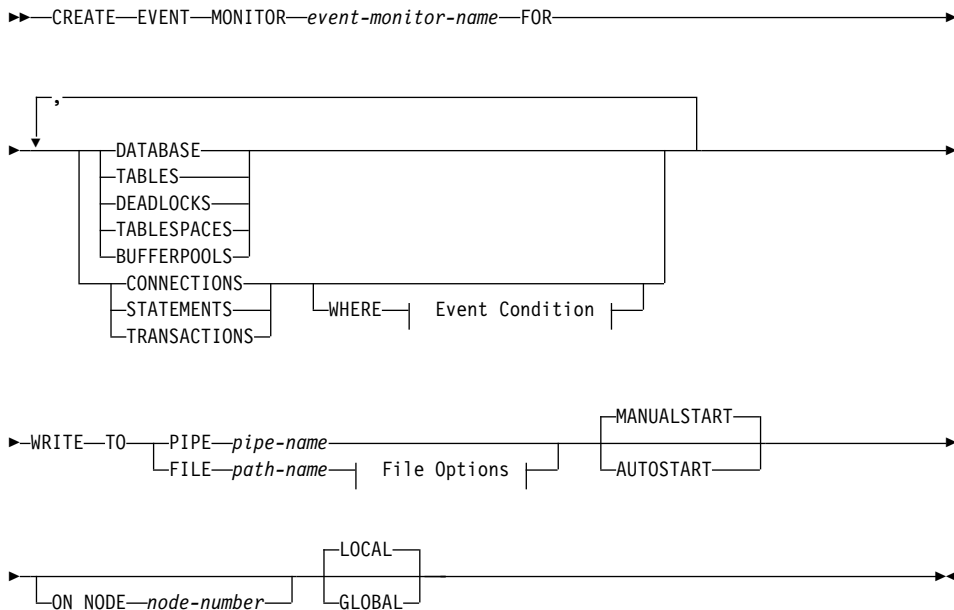 CREATE EVENT MONITOR event-monitor-name FOR
,
DATABASE
TABLES
DEADLOCKS
TABLESPACES
BUFFERPOOLS
CONNECTIONS
STATEMENTS
TRANSACTIONS
WHERE Event Condition
MANUALSTART
WRITE TO PIPE pipe-name
FILE path-name File Options
AUTOSTART
LOCAL
ON NODE node-number
GLOBAL